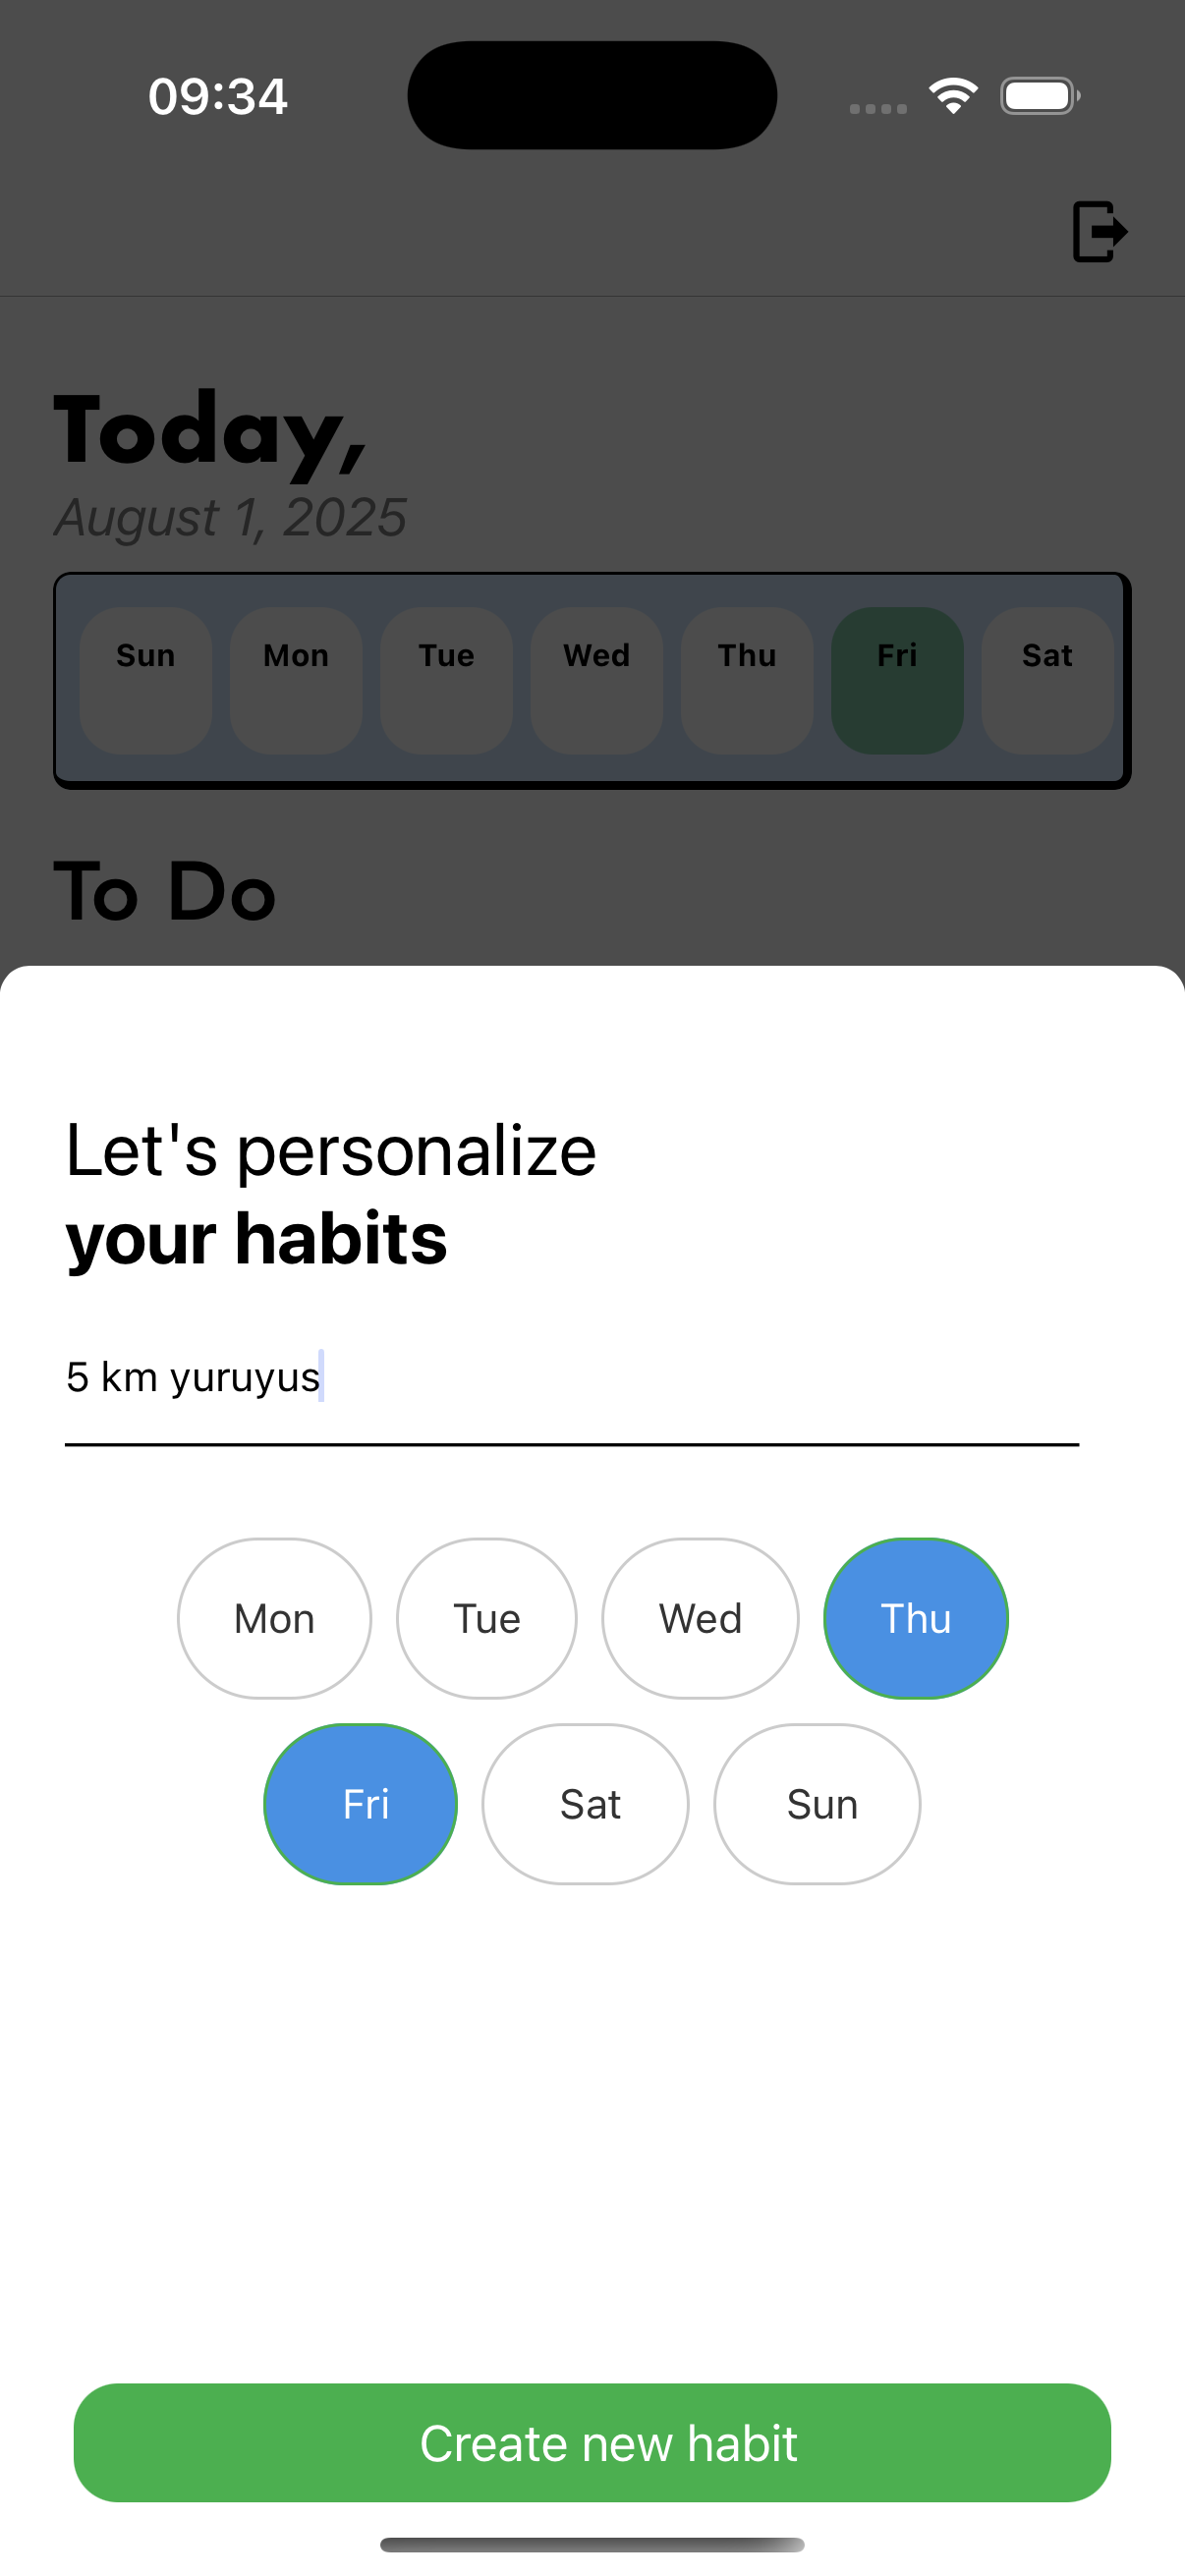 09:34
Today,
August 1, 2025
Sun Mon Tue Wed Thu Fri Sat
To Do
Let's personalize
your habits
5 km yuruyus
Mon Tue Wed Thu
Fri Sat Sun
Create new habit